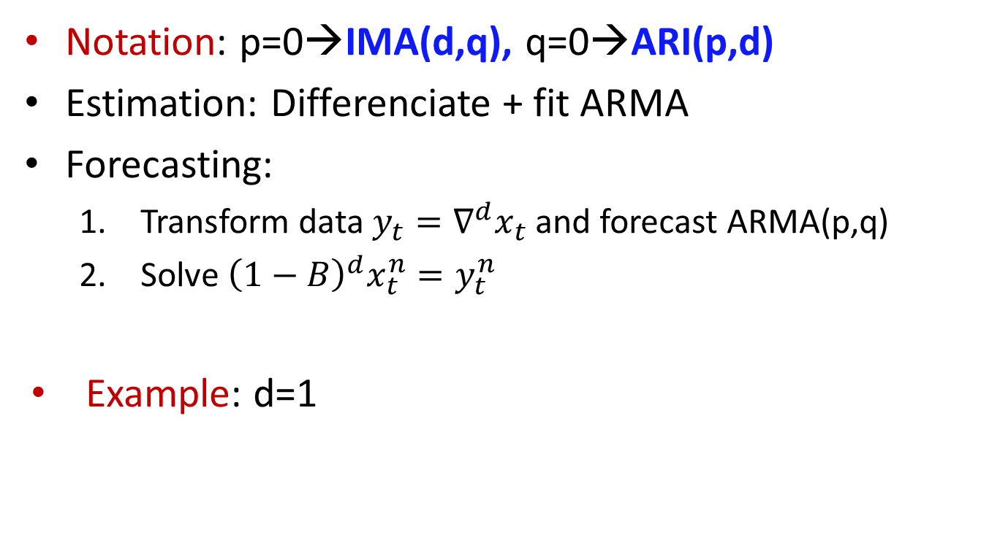 • Notation: p=0→IMA(d,q), q=0→ARI(p,d)
• Estimation: Differenciate + fit ARMA
• Forecasting:
1. Transform data $y_t = \nabla^d x_t$ and forecast ARMA(p,q)
2. Solve $(1 - B)^d x_t^n = y_t^n$
• Example: d=1